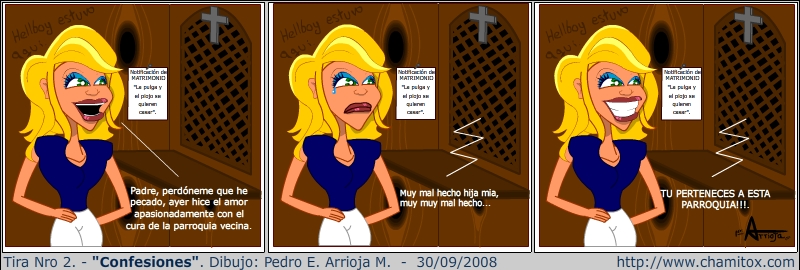 Hellboy estuvo
aquí
Notificación de
MATRIMONIO
"La pulga y
el piojo se
quieren
casar".
Padre, perdóneme que he
pecado, ayer hice el amor
apasionadamente con el
cura de la parroquia vecina.
Hellboy estuvo
aquí
Notificación de
MATRIMONIO
"La pulga y
el piojo se
quieren
casar".
Muy mal hecho hija mia,
muy muy mal hecho...
Hellboy estuvo
aquí
Notificación de
MATRIMONIO
"La pulga y
el piojo se
quieren
casar".
TU PERTENECES A ESTA
PARROQUIA!!!.
Arrioja
Tira Nro 2. - "Confesiones". Dibujo: Pedro E. Arrioja M. - 30/09/2008
http://www.chamitox.com